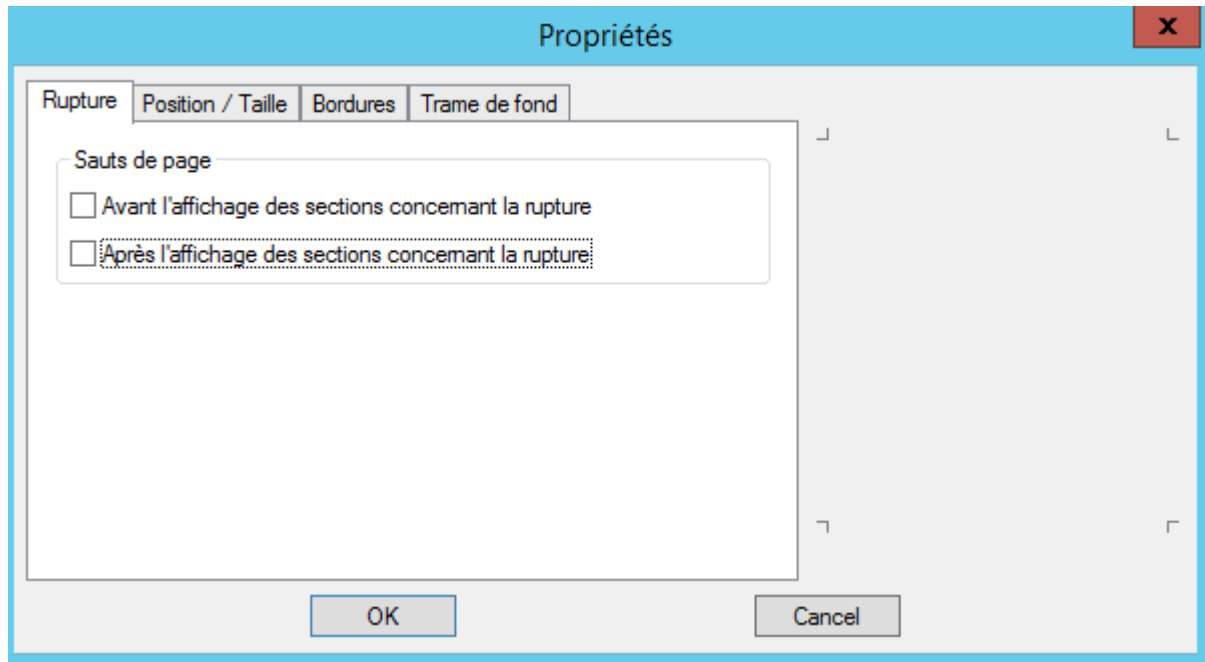 Propriétés
x
Rupture Position / Taille Bordures Trame de fond
Sauts de page
Avant l'affichage des sections concernant la rupture
Après l'affichage des sections concernant la rupture
OK Cancel